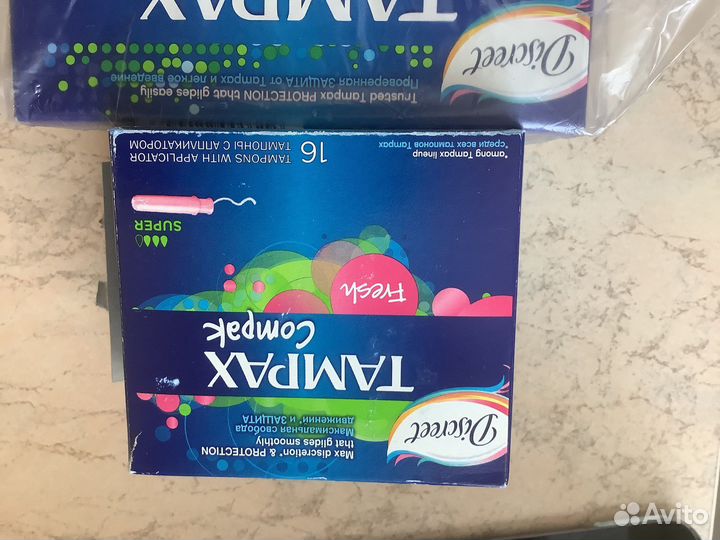 Discreet
Max discretion* & PROTECTION
that glides smoothly
Максимальная свобода
движений* и ЗАЩИТА
TAMPAX
Compak
Fresh
SUPER
16
TAMPONS WITH APPLICATOR
ТАМПОНЫ С АППЛИКАТОРОМ
*among Tampax lineup
*среди всех тампонов Tampax
Discreet
Trusted Tampax PROTECTION that glides easily
Проверенная ЗАЩИТА от Tampax и легкое введение
TAMPAX
Avito